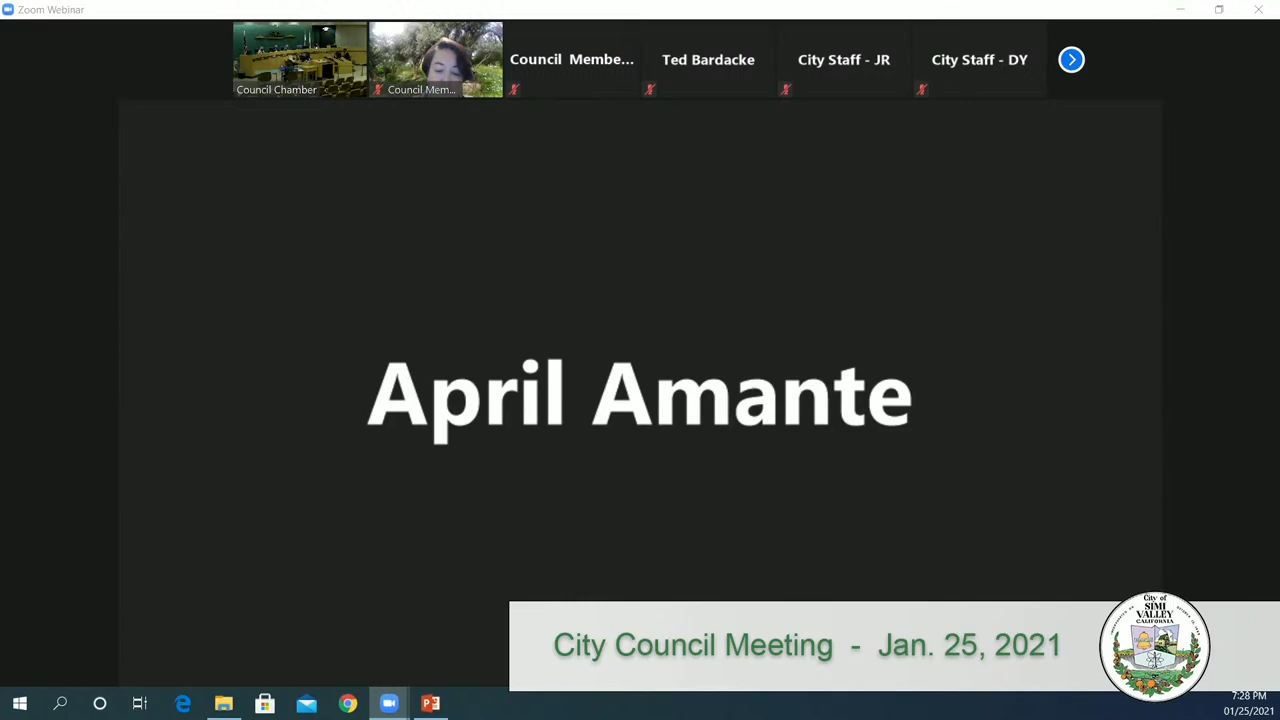 Zoom Webinar
Council Chamber
Council Mem...
Council Membe...
Ted Bardacke
City Staff - JR
City Staff - DY
April Amante
City Council Meeting - Jan. 25, 2021
City of
SIMI
VALLEY
CALIFORNIA
7:28 PM
01/25/2021